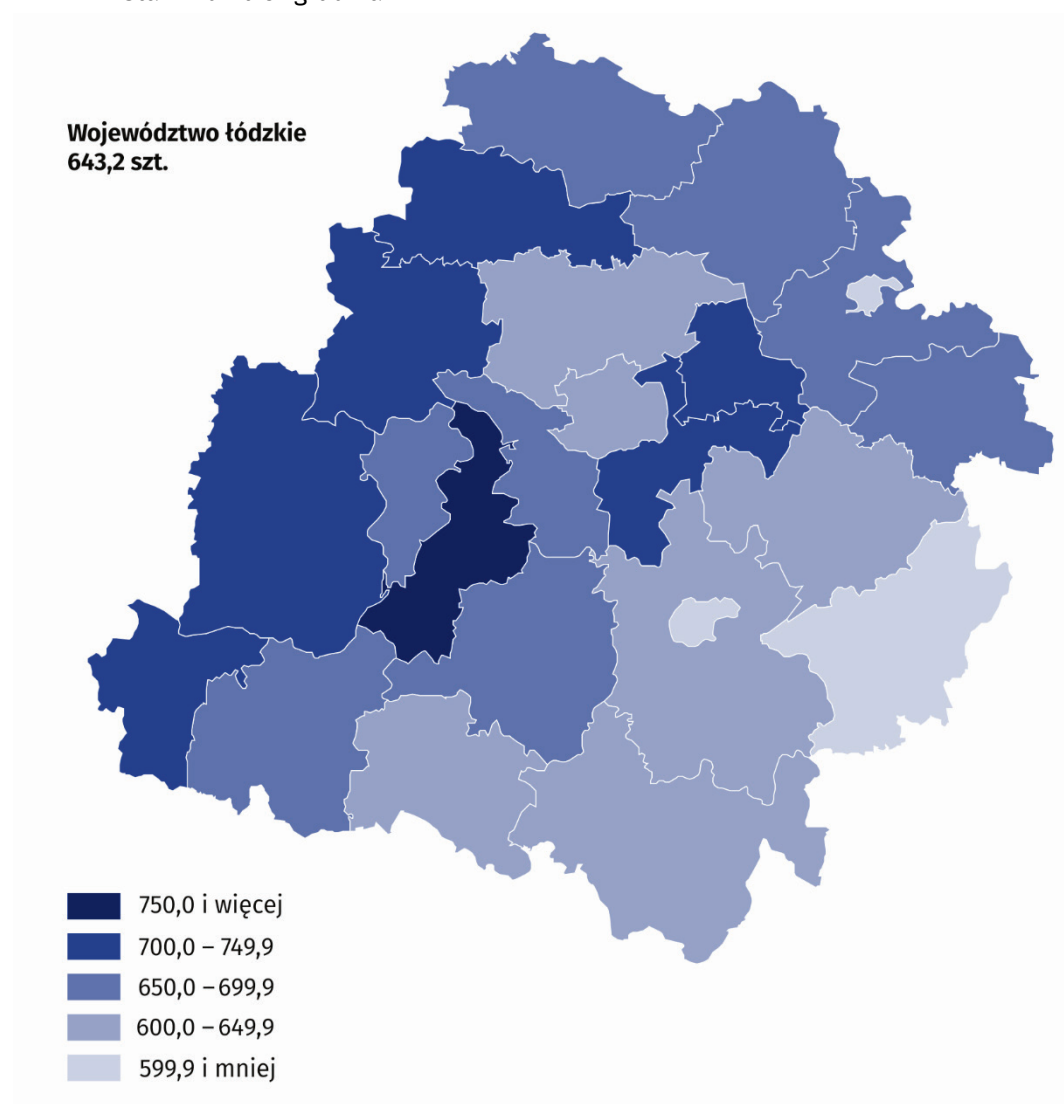 Województwo łódzkie
643,2 szt.
750,0 i więcej
700,0 – 749,9
650,0 – 699,9
600,0 – 649,9
599,9 i mniej